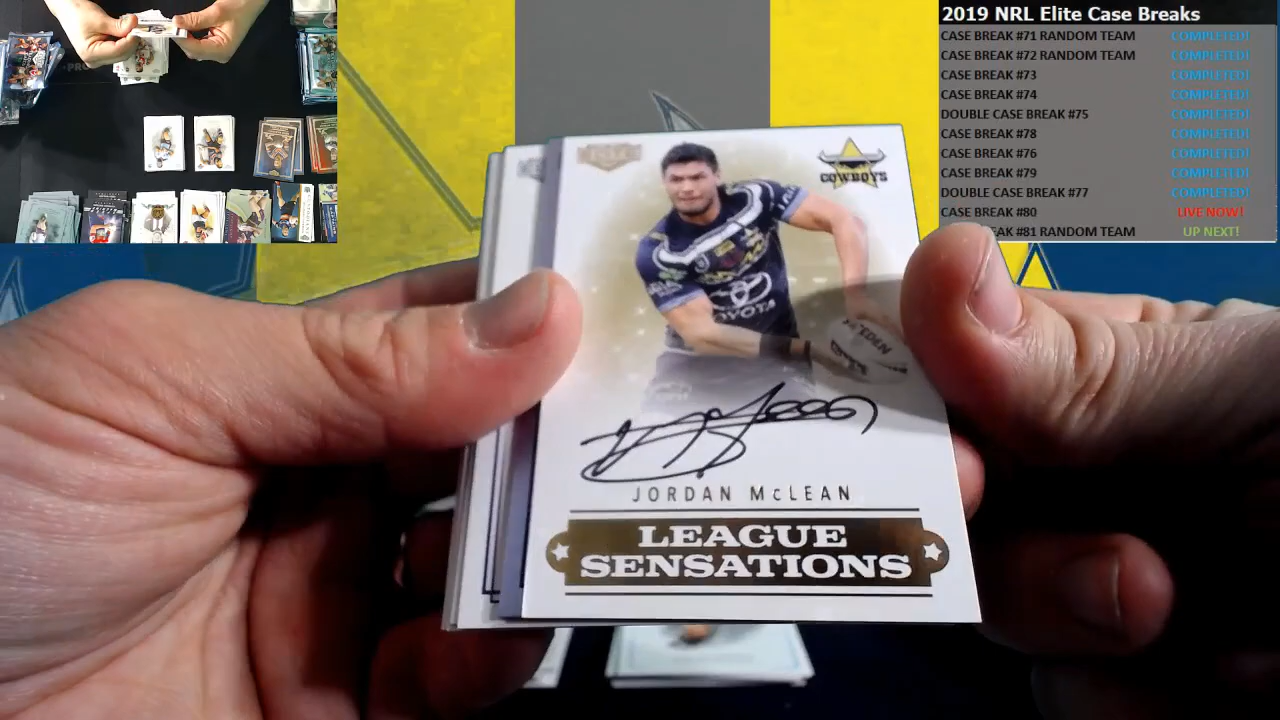 2019 NRL Elite Case Breaks
CASE BREAK #71 RANDOM TEAM COMPLETED!
CASE BREAK #72 RANDOM TEAM COMPLETED!
CASE BREAK #73 COMPLETED!
CASE BREAK #74 COMPLETED!
DOUBLE CASE BREAK #75 COMPLETED!
CASE BREAK #78 COMPLETED!
CASE BREAK #76 COMPLETED!
CASE BREAK #79 COMPLETED!
DOUBLE CASE BREAK #77 COMPLETED!
CASE BREAK #80 LIVE NOW!
EAK #81 RANDOM TEAM UP NEXT!
COWBOYS
TOYOTA
JORDAN McLEAN
LEAGUE
SENSATIONS